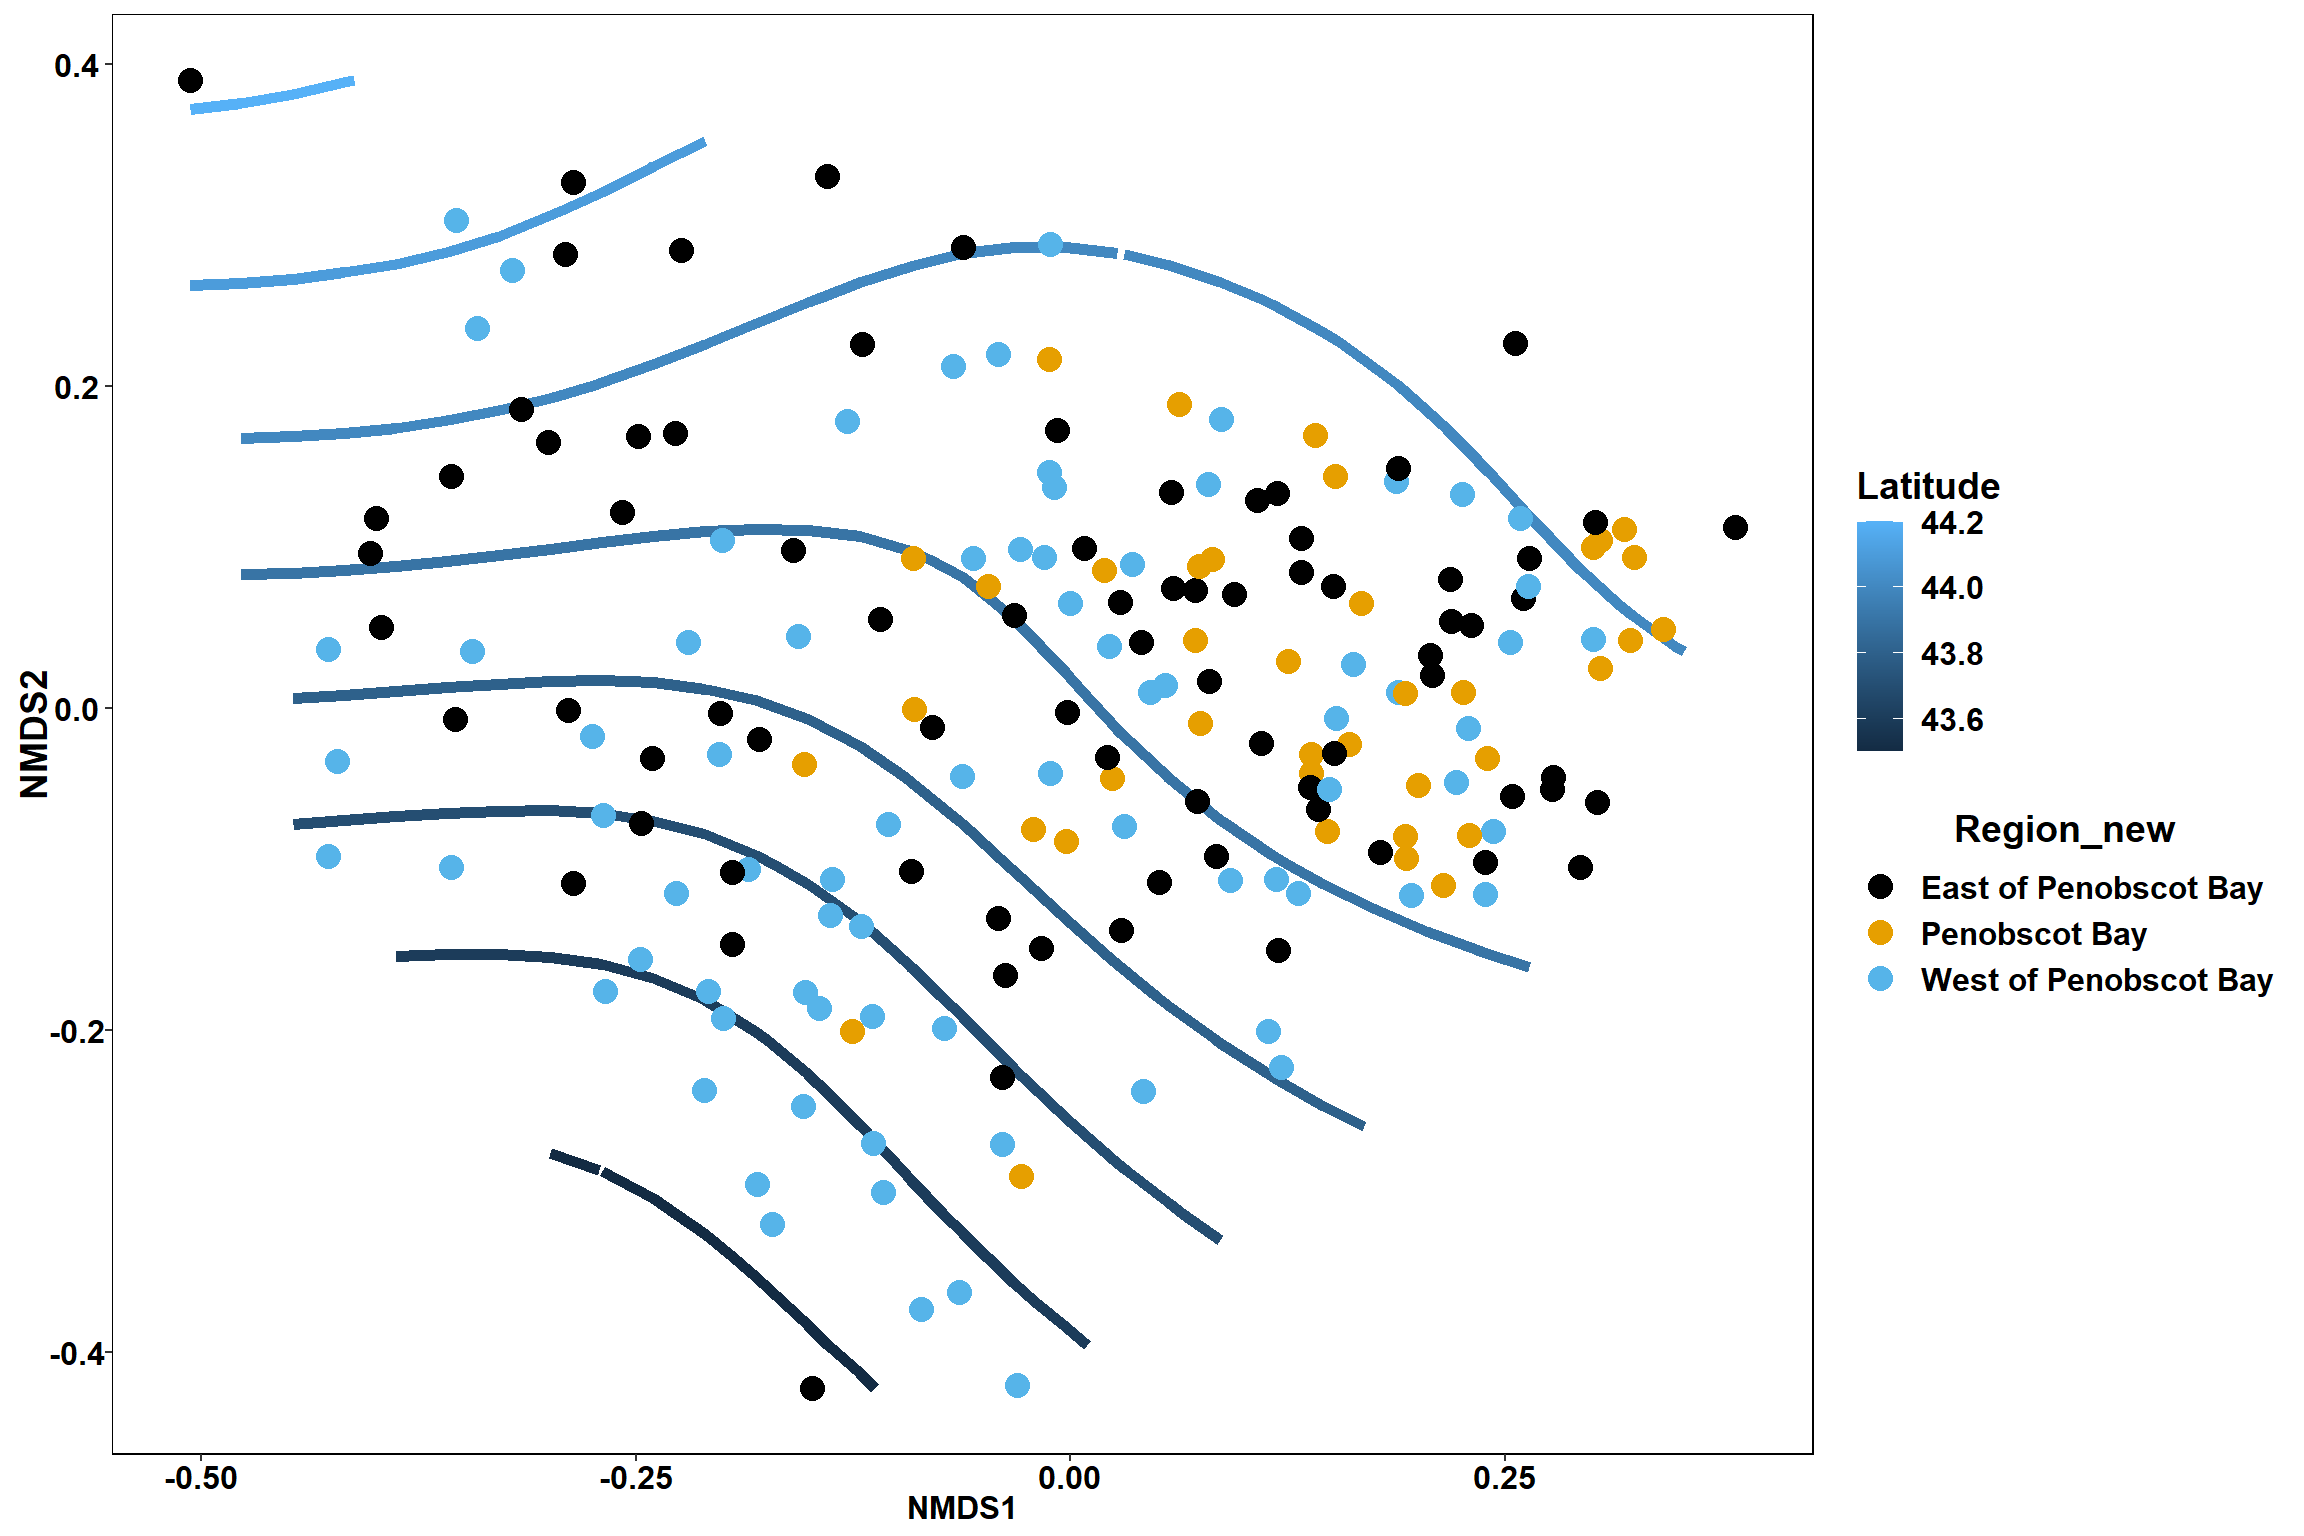 0.4
0.2
0.0
-0.2
-0.4
NMDS2
-0.50
-0.25
0.00
0.25
NMDS1
Latitude
44.2
44.0
43.8
43.6
Region_new
East of Penobscot Bay
Penobscot Bay
West of Penobscot Bay